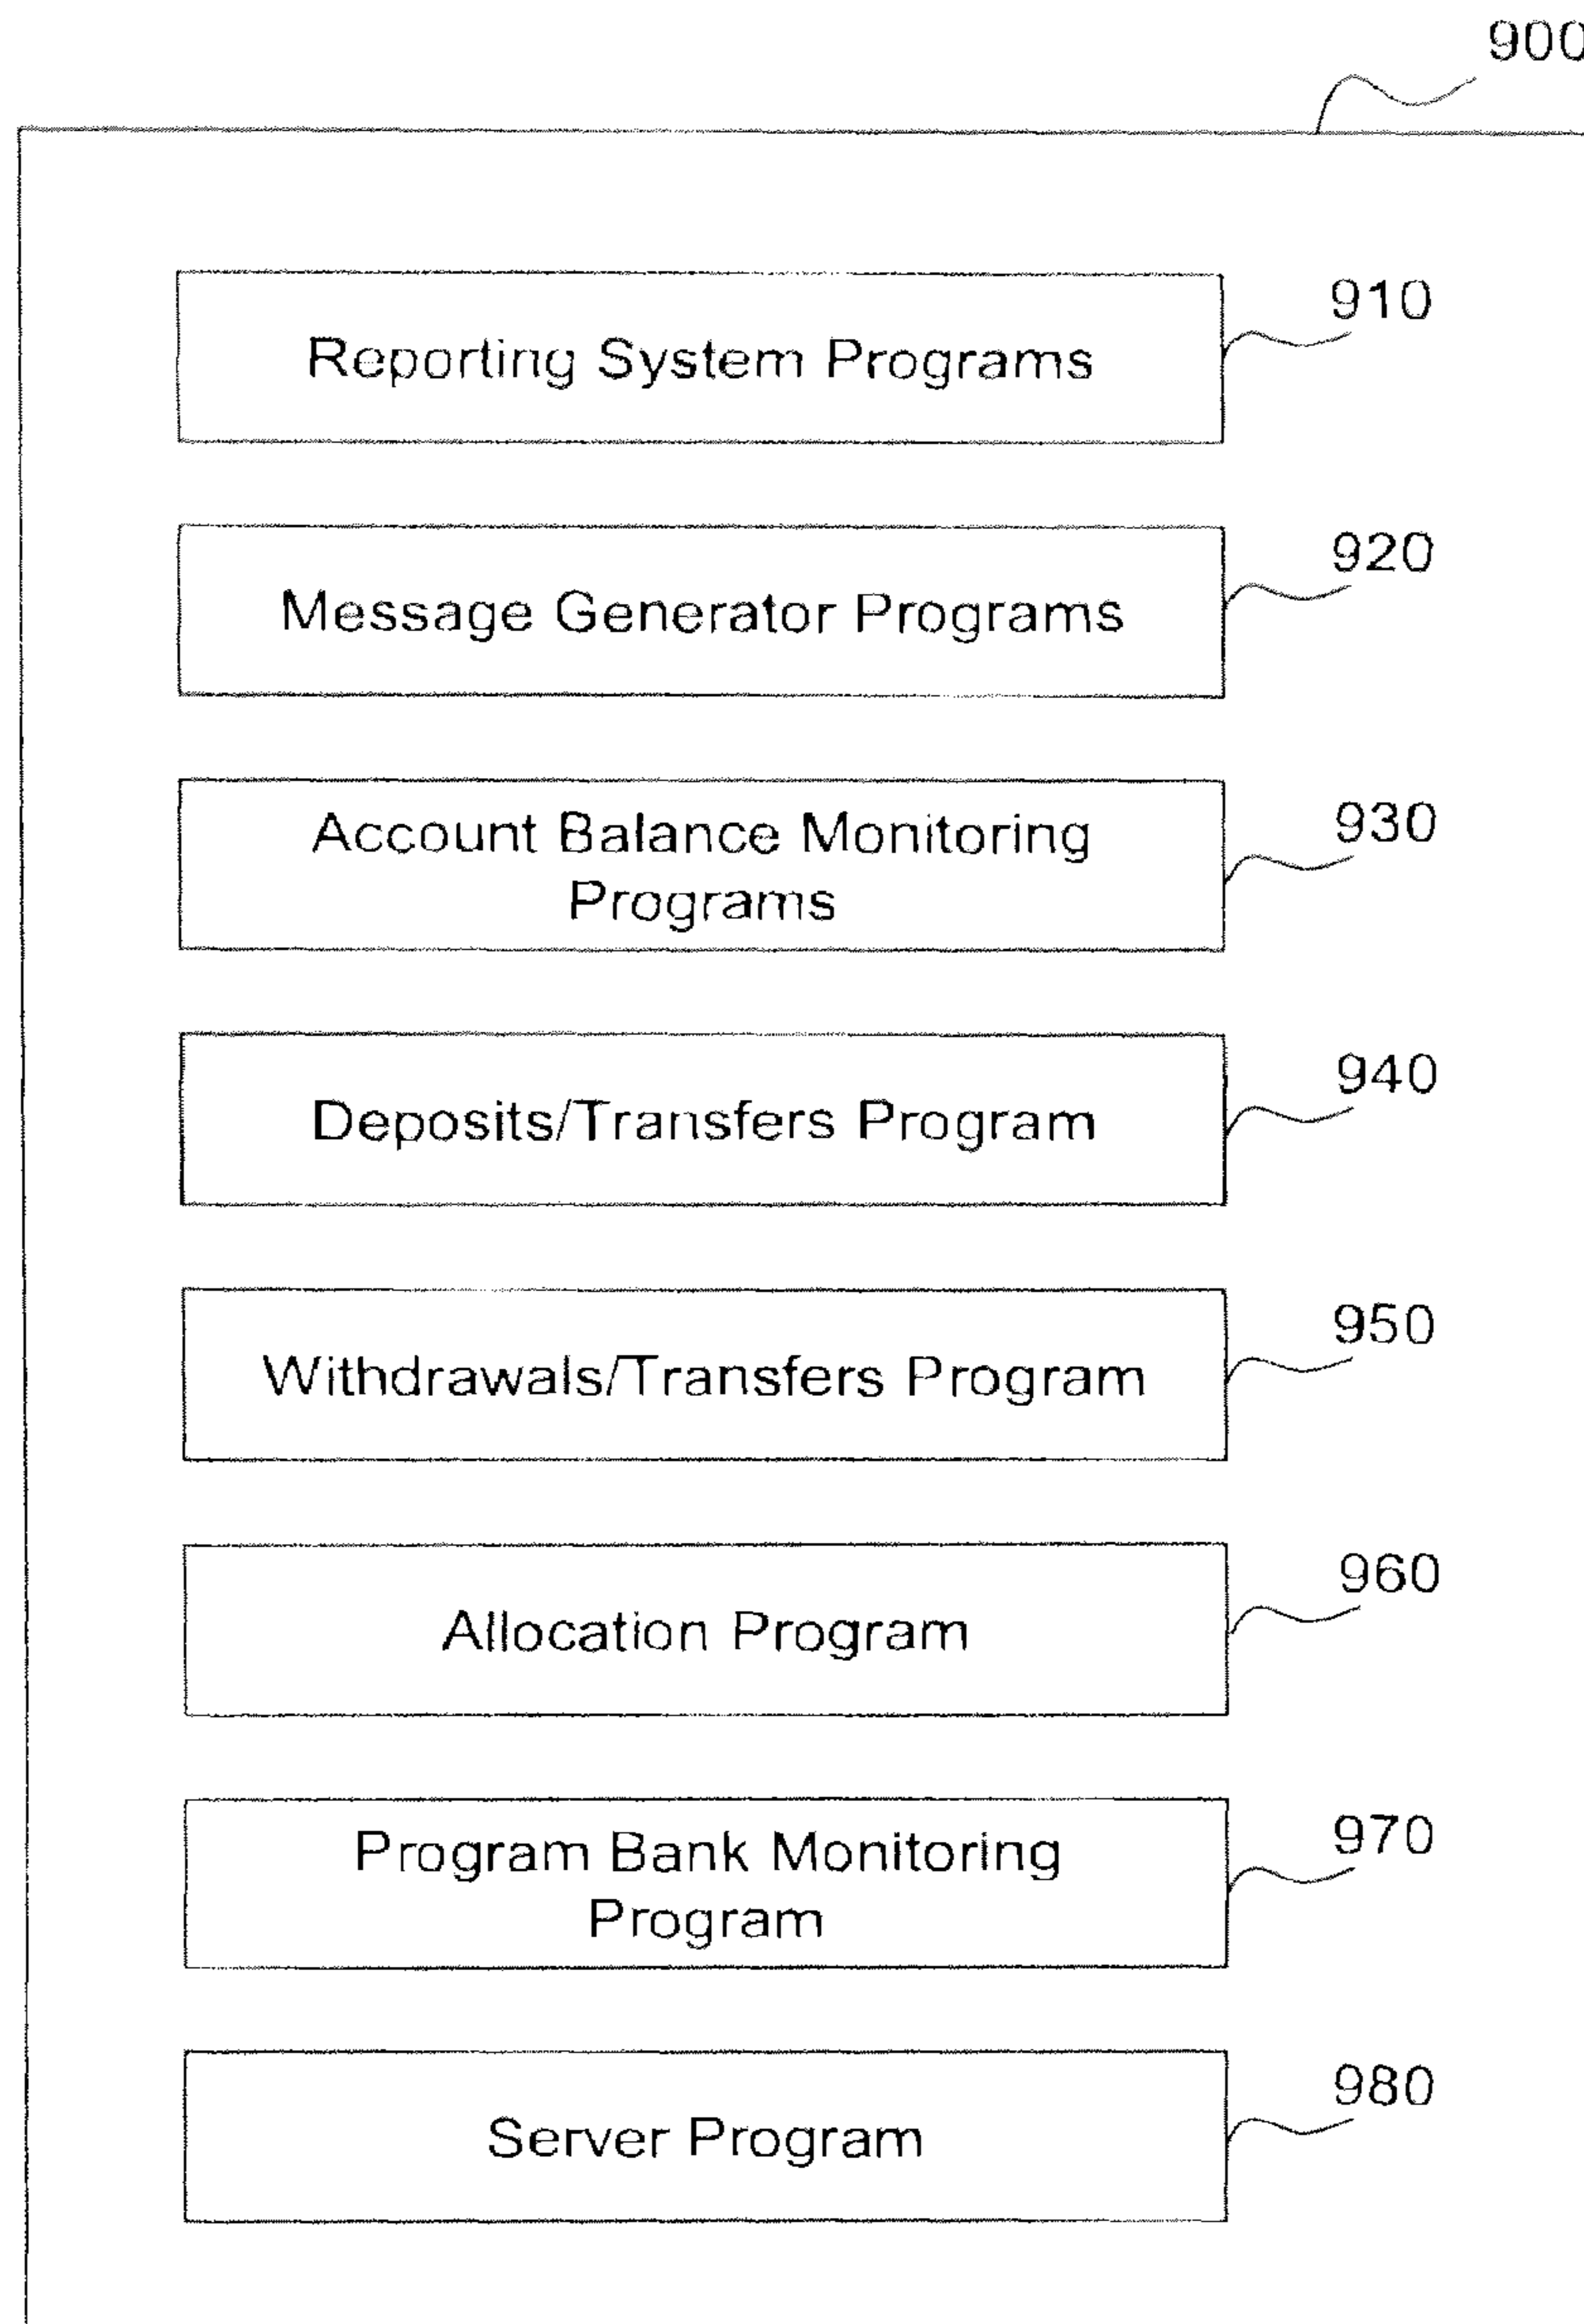 900
Reporting System Programs
910
Message Generator Programs
920
Account Balance Monitoring
Programs
930
Deposits/Transfers Program
940
Withdrawals/Transfers Program
950
Allocation Program
960
Program Bank Monitoring
Program
970
Server Program
980